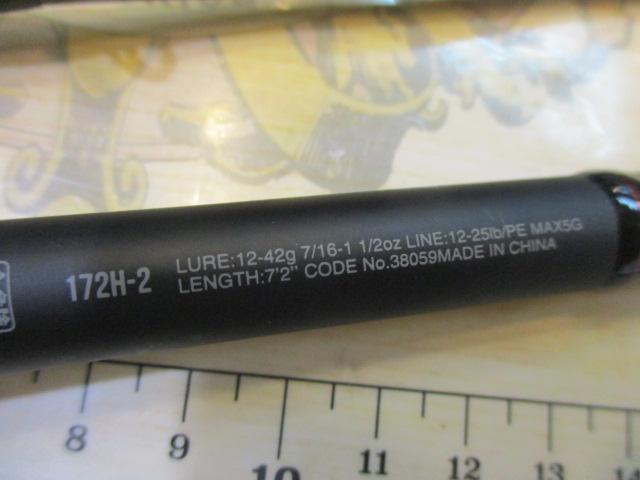 172H-2
LURE:12-42g 7/16-1 1/2oz LINE:12-25lb/PE MAX5G
LENGTH:7'2" CODE No.38059MADE IN CHINA
8 9 10 11 12 13 14